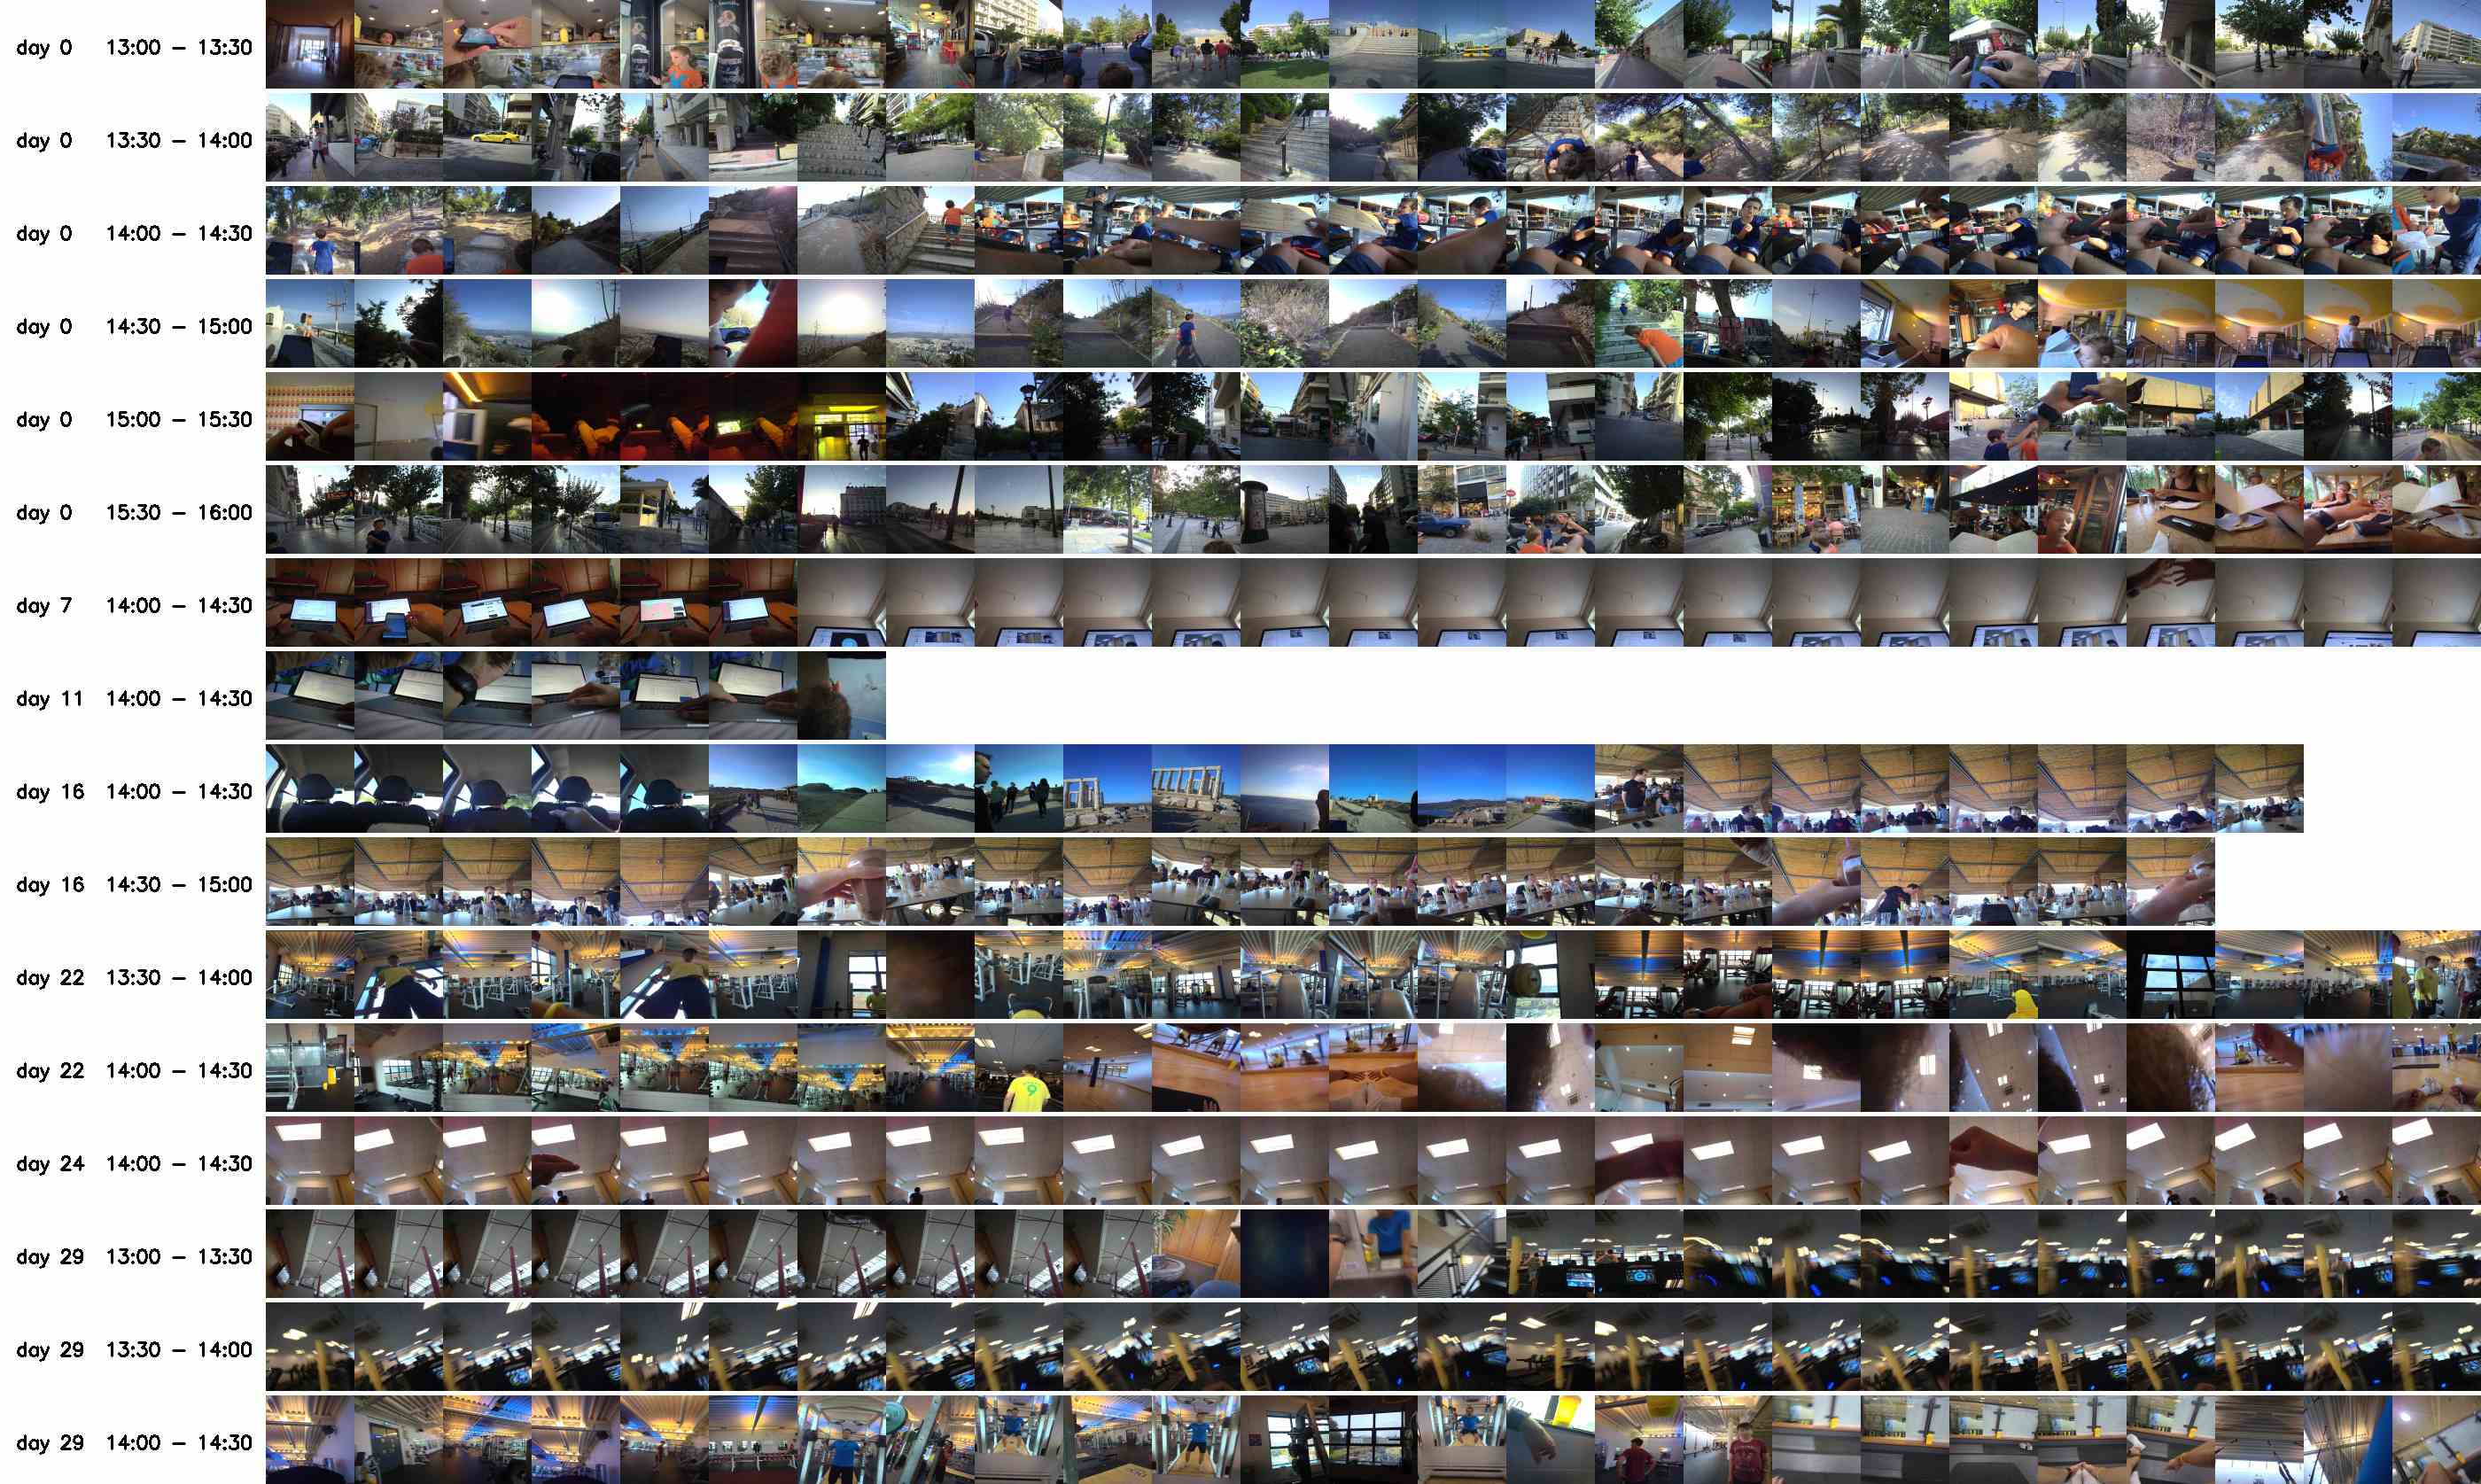 day 0 13:00 – 13:30
day 0 13:30 – 14:00
day 0 14:00 – 14:30
day 0 14:30 – 15:00
day 0 15:00 – 15:30
day 0 15:30 – 16:00
day 7 14:00 – 14:30
day 11 14:00 – 14:30
day 16 14:00 – 14:30
day 16 14:30 – 15:00
day 22 13:30 – 14:00
day 22 14:00 – 14:30
day 24 14:00 – 14:30
day 29 13:00 – 13:30
day 29 13:30 – 14:00
day 29 14:00 – 14:30